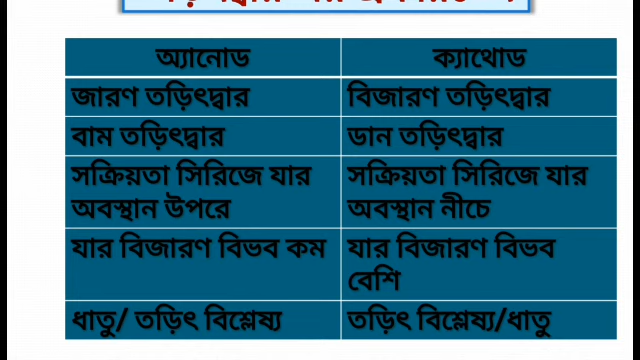 অ্যানোড ক্যাথোড
জারণ তড়িৎদ্বার বিজারণ তড়িৎদ্বার
বাম তড়িৎদ্বার ডান তড়িৎদ্বার
সক্রিয়তা সিরিজে যার সক্রিয়তা সিরিজে যার
অবস্থান উপরে অবস্থান নীচে
যার বিজারণ বিভব কম যার বিজারণ বিভব
বেশি
ধাতু/ তড়িৎ বিশ্লেষ্য তড়িৎ বিশ্লেষ্য/ধাতু